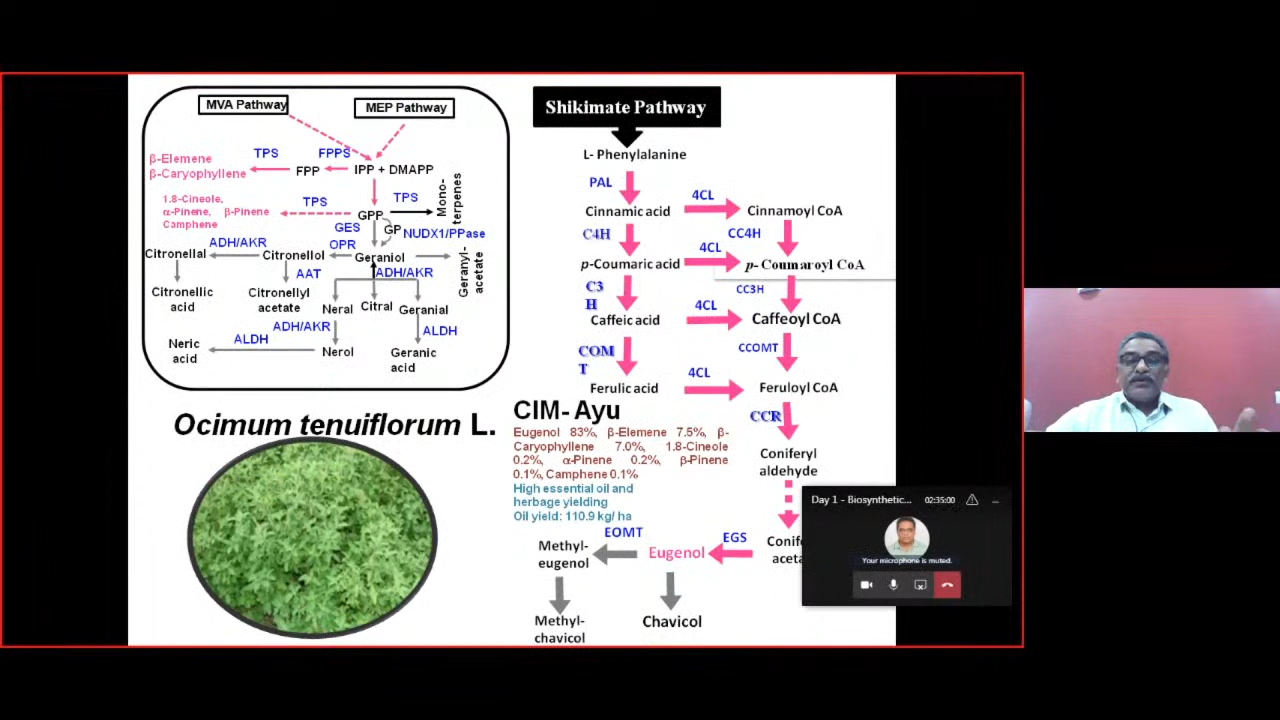 MVA Pathway
MEP Pathway
TPS
FPPS
β-Elemene
β-Caryophyllene
FPP
IPP + DMAPP
1.8-Cineole,
α-Pinene, β-Pinene
Camphene
TPS
TPS
Mono-
terpenes
GPP
GES
GP
NUDX1/PPase
ADH/AKR
OPR
Citronellal
Citronellol
Geraniol
Geranyl-
acetate
AAT
ADH/AKR
Citronellic
acid
Citronellyl
acetate
Neral
Citral
Geranial
ADH/AKR
ALDH
ALDH
Neric
acid
Nerol
Geranic
acid
Ocimum tenuiflorum L.
Shikimate Pathway
L- Phenylalanine
PAL
4CL
Cinnamic acid
Cinnamoyl CoA
C4H
CC4H
4CL
p-Coumaric acid
p- Coumaroyl CoA
C3
H
CC3H
4CL
Caffeic acid
Caffeoyl CoA
COM
T
CCOMT
4CL
Ferulic acid
Feruloyl CoA
CCR
CIM- Ayu
Eugenol 83%, β-Elemene 7.5%, β-
Caryophyllene 7.0%, 1.8-Cineole
0.2%, α-Pinene 0.2%, β-Pinene
0.1%, Camphene 0.1%
High essential oil and
herbage yielding
Oil yield: 110.9 kg/ ha
Coniferyl
aldehyde
EOMT
EGS
Methyl-
eugenol
Eugenol
Methyl-
chavicol
Chavicol
Day 1 - Biosynthetic...
02:35:00
Your microphone is muted.